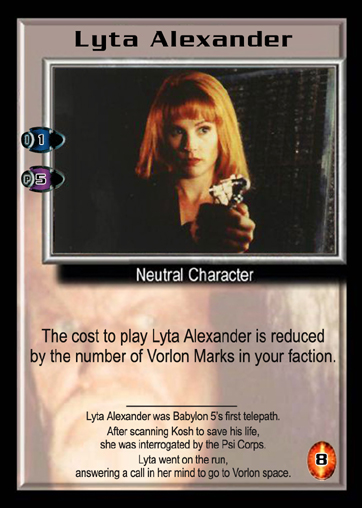 Lyta Alexander
I 1
P 5
Neutral Character
The cost to play Lyta Alexander is reduced
by the number of Vorlon Marks in your faction.
Lyta Alexander was Babylon 5's first telepath.
After scanning Kosh to save his life,
she was interrogated by the Psi Corps.
Lyta went on the run,
answering a call in her mind to go to Vorlon space.
8